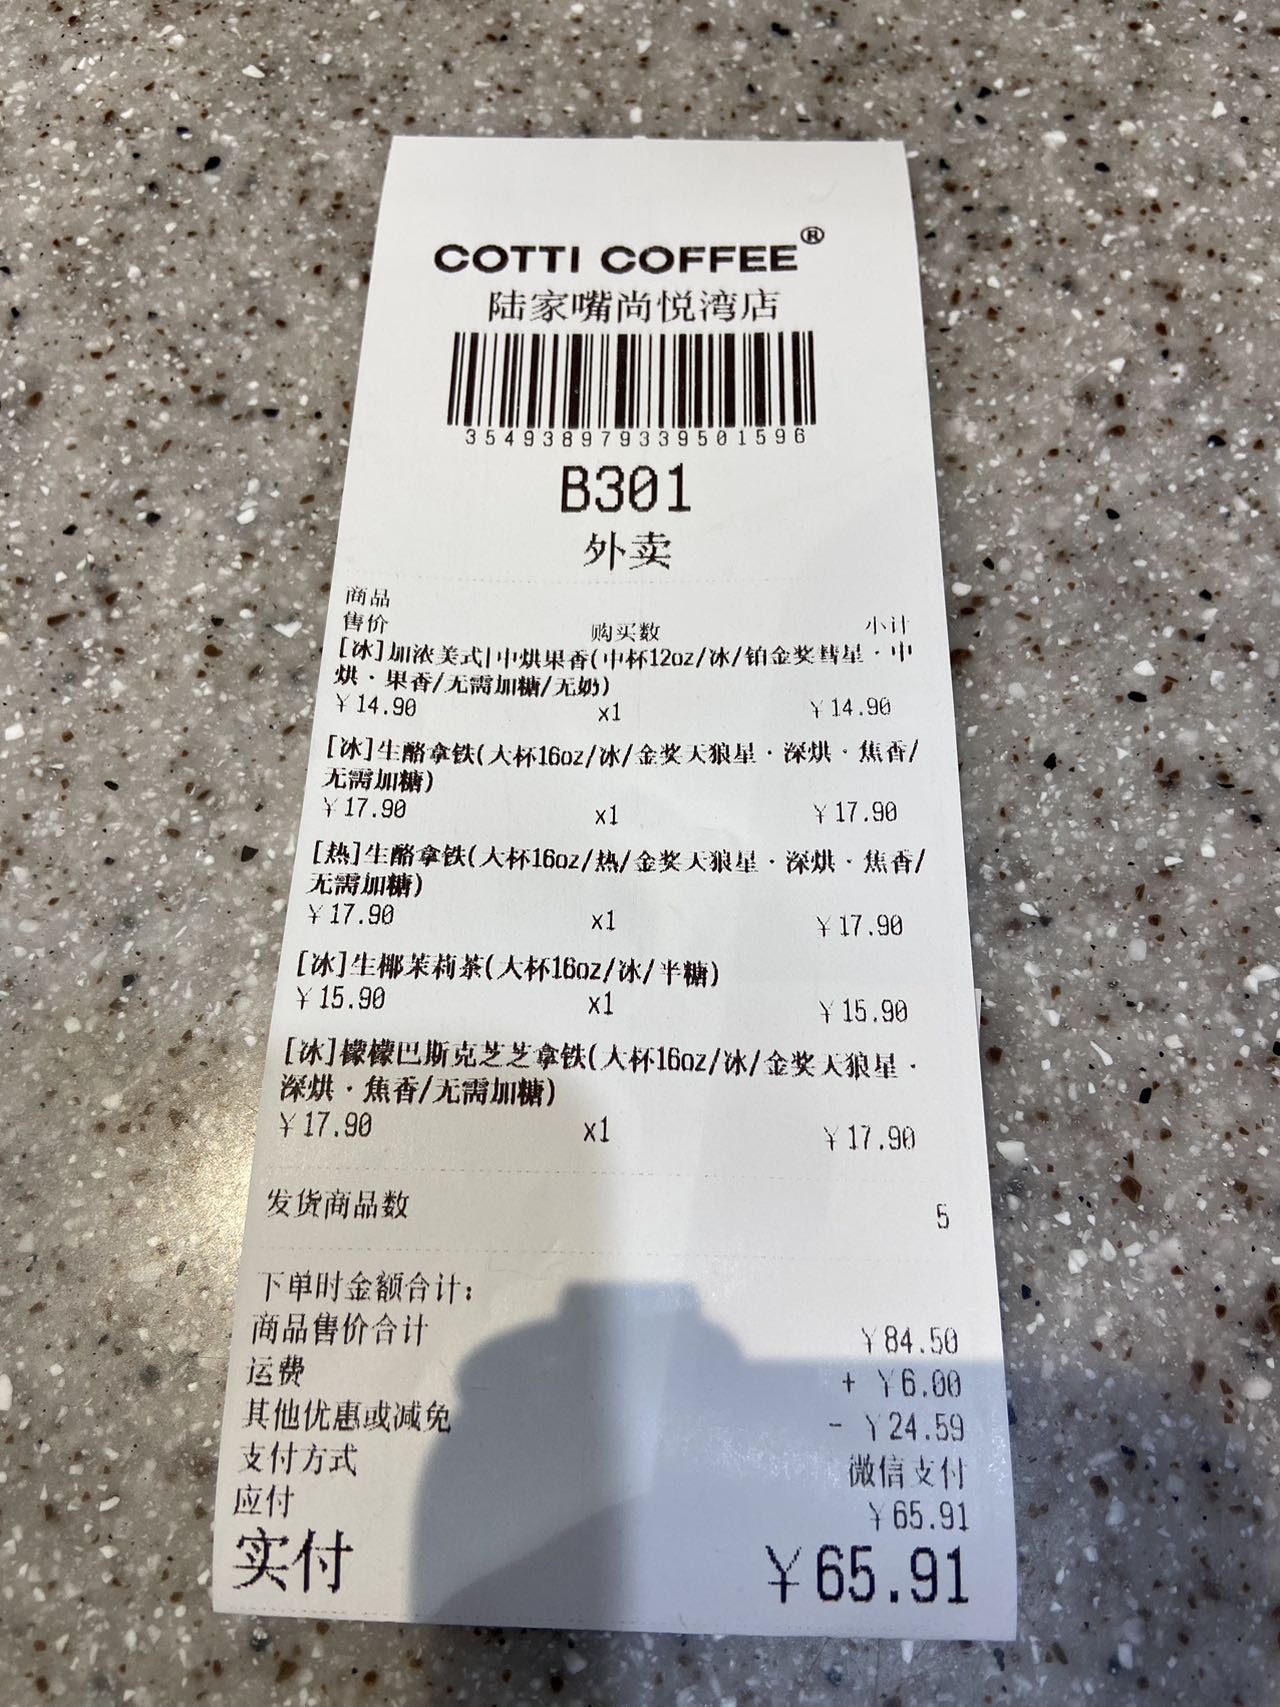 COTTI COFFEE®
陆家嘴尚悦湾店
354938979339501596
B301
外卖
商品
售价 购买数 小计
[冰]加浓美式|中烘果香(中杯12oz/冰/铂金奖彗星·中
烘·果香/无需加糖/无奶)
￥14.90 x1 ￥14.90
[冰]生酪拿铁(大杯16oz/冰/金奖天狼星·深烘·焦香/
无需加糖)
￥17.90 x1 ￥17.90
[热]生酪拿铁(大杯16oz/热/金奖天狼星·深烘·焦香/
无需加糖)
￥17.90 x1 ￥17.90
[冰]生椰茉莉茶(大杯16oz/冰/半糖)
￥15.90 x1 ￥15.90
[冰]檬檬巴斯克芝芝拿铁(大杯16oz/冰/金奖天狼星·
深烘·焦香/无需加糖)
￥17.90 x1 ￥17.90
发货商品数 5
下单时金额合计:
商品售价合计 ￥84.50
运费 + ￥6.00
其他优惠或减免 - ￥24.59
支付方式 微信支付
应付 ￥65.91
实付 ￥65.91